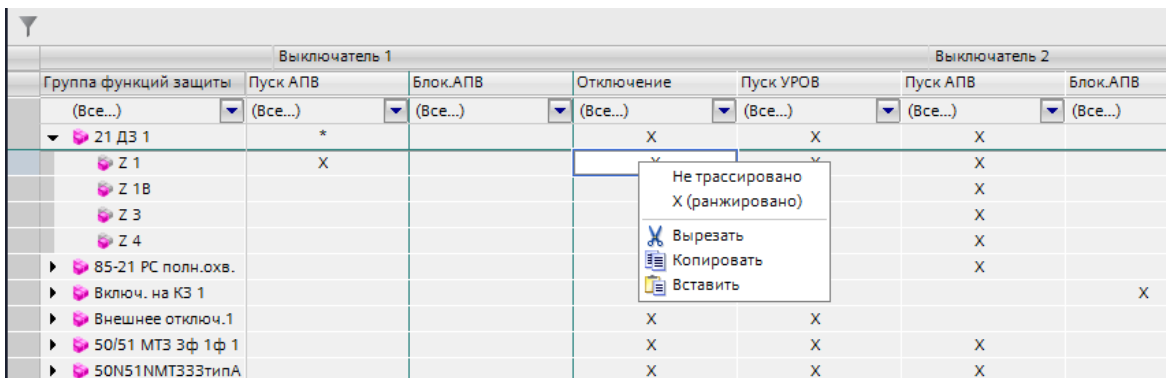 Выключатель 1 Выключатель 2
Группа функций защиты Пуск АПВ Блок.АПВ Отключение Пуск УРОВ Пуск АПВ Блок.АПВ
(Все...) (Все...) (Все...) (Все...) (Все...) (Все...) (Все...)
21 ДЗ 1 * X X X
Z 1 X X X X
Не трассировано
Z 1В X
X (ранжировано)
Z 3 X
Вырезать
Z 4 X
Копировать
85-21 РС полн.охв. X
Вставить
Включ. на КЗ 1 X
Внешнее отключ.1 X X
50/51 МТЗ 3ф 1ф 1 X X X
50N51NМТЗЗЗтипА X X X